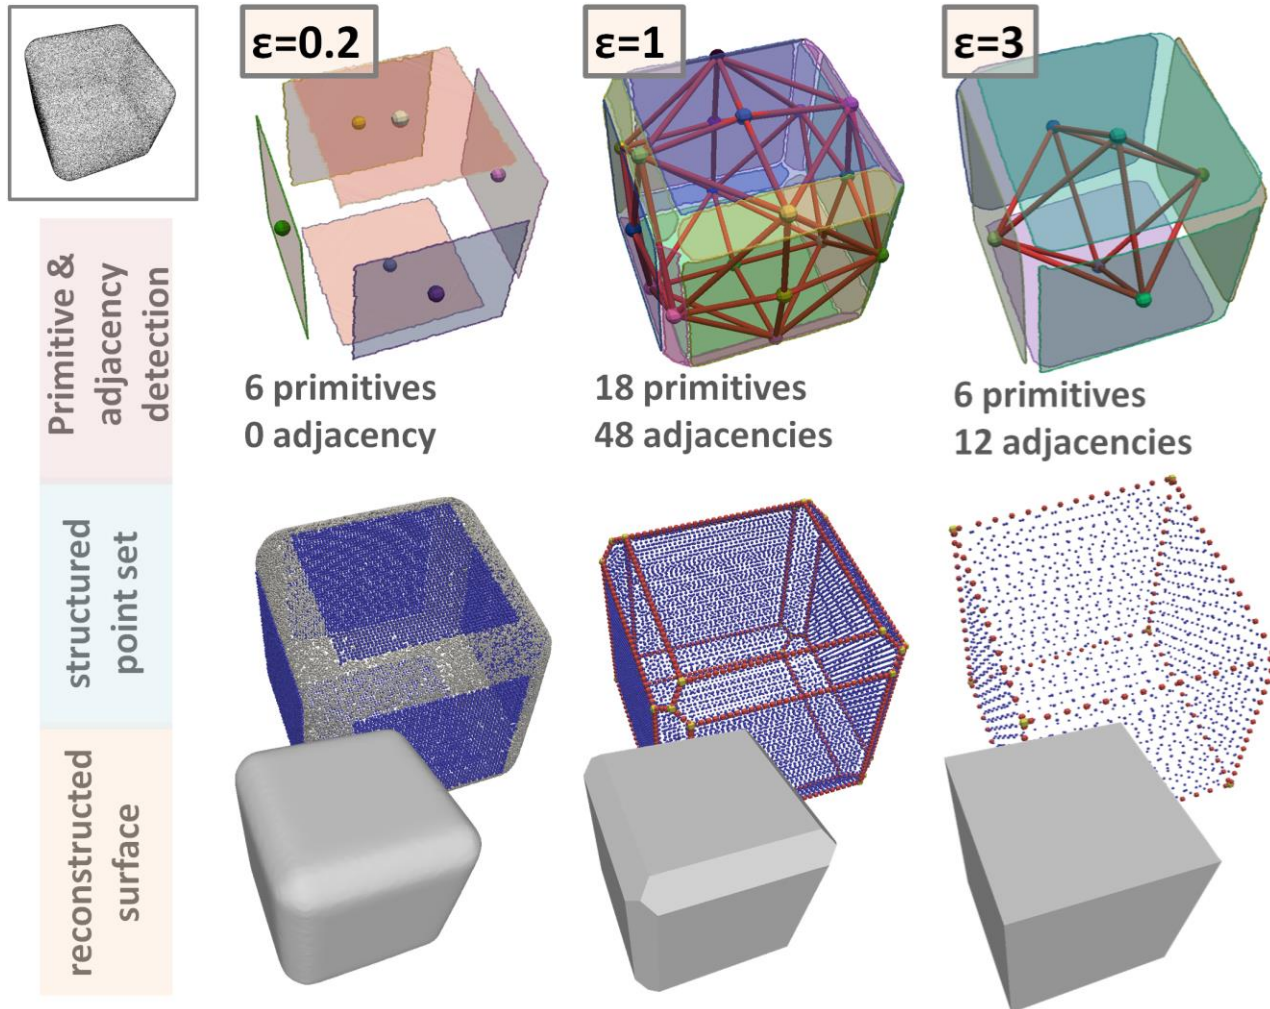 ε=0.2
ε=1
ε=3
Primitive &
adjacency
detection
6 primitives
0 adjacency
18 primitives
48 adjacencies
6 primitives
12 adjacencies
structured
point set
reconstructed
surface